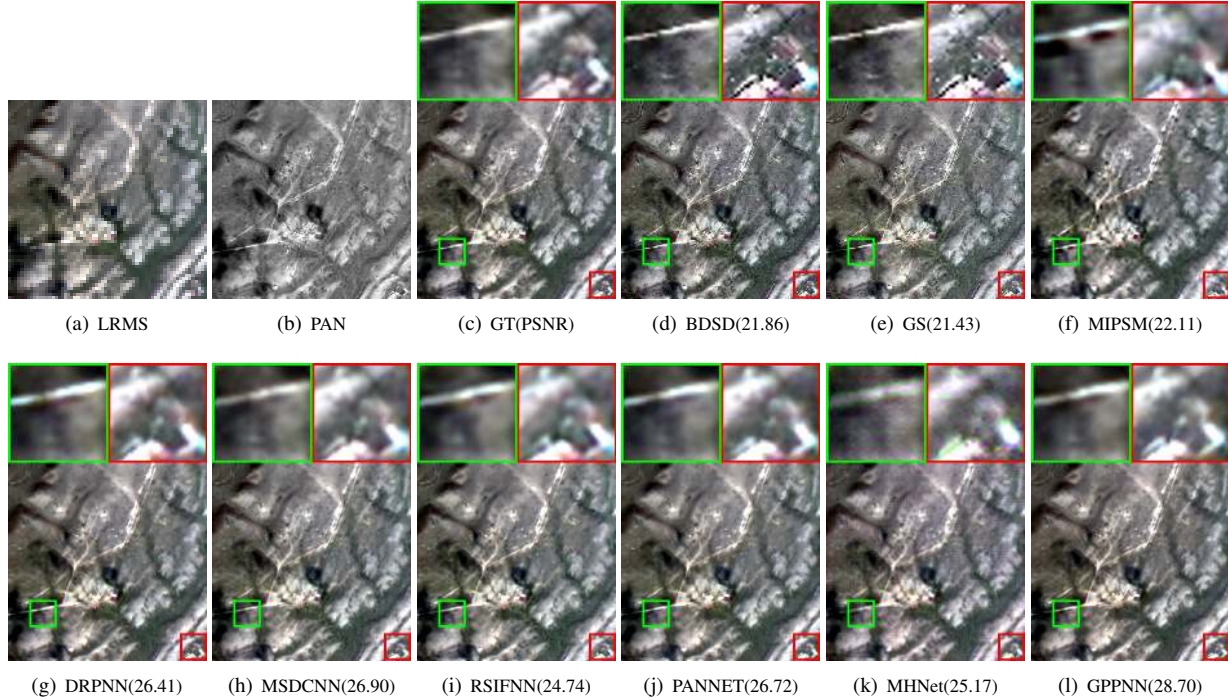 (a) LRMS
(b) PAN
(c) GT(PSNR)
(d) BDSD(21.86)
(e) GS(21.43)
(f) MIPSM(22.11)
(g) DRPNN(26.41)
(h) MSDCNN(26.90)
(i) RSIFNN(24.74)
(j) PANNET(26.72)
(k) MHNet(25.17)
(l) GPPNN(28.70)